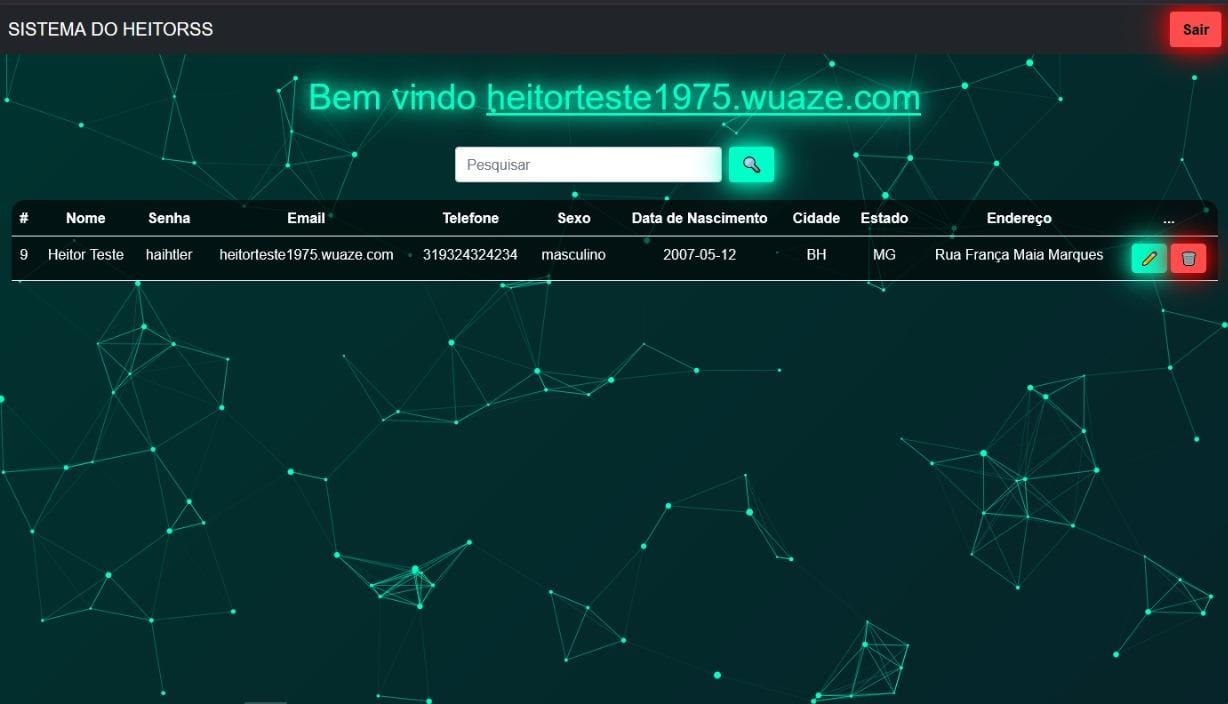 SISTEMA DO HEITORSS
Sair
Bem vindo heitorteste1975.wuaze.com
Pesquisar
# Nome Senha Email Telefone Sexo Data de Nascimento Cidade Estado Endereço ...
9 Heitor Teste haihtler heitorteste1975.wuaze.com 319324324234 masculino 2007-05-12 BH MG Rua França Maia Marques